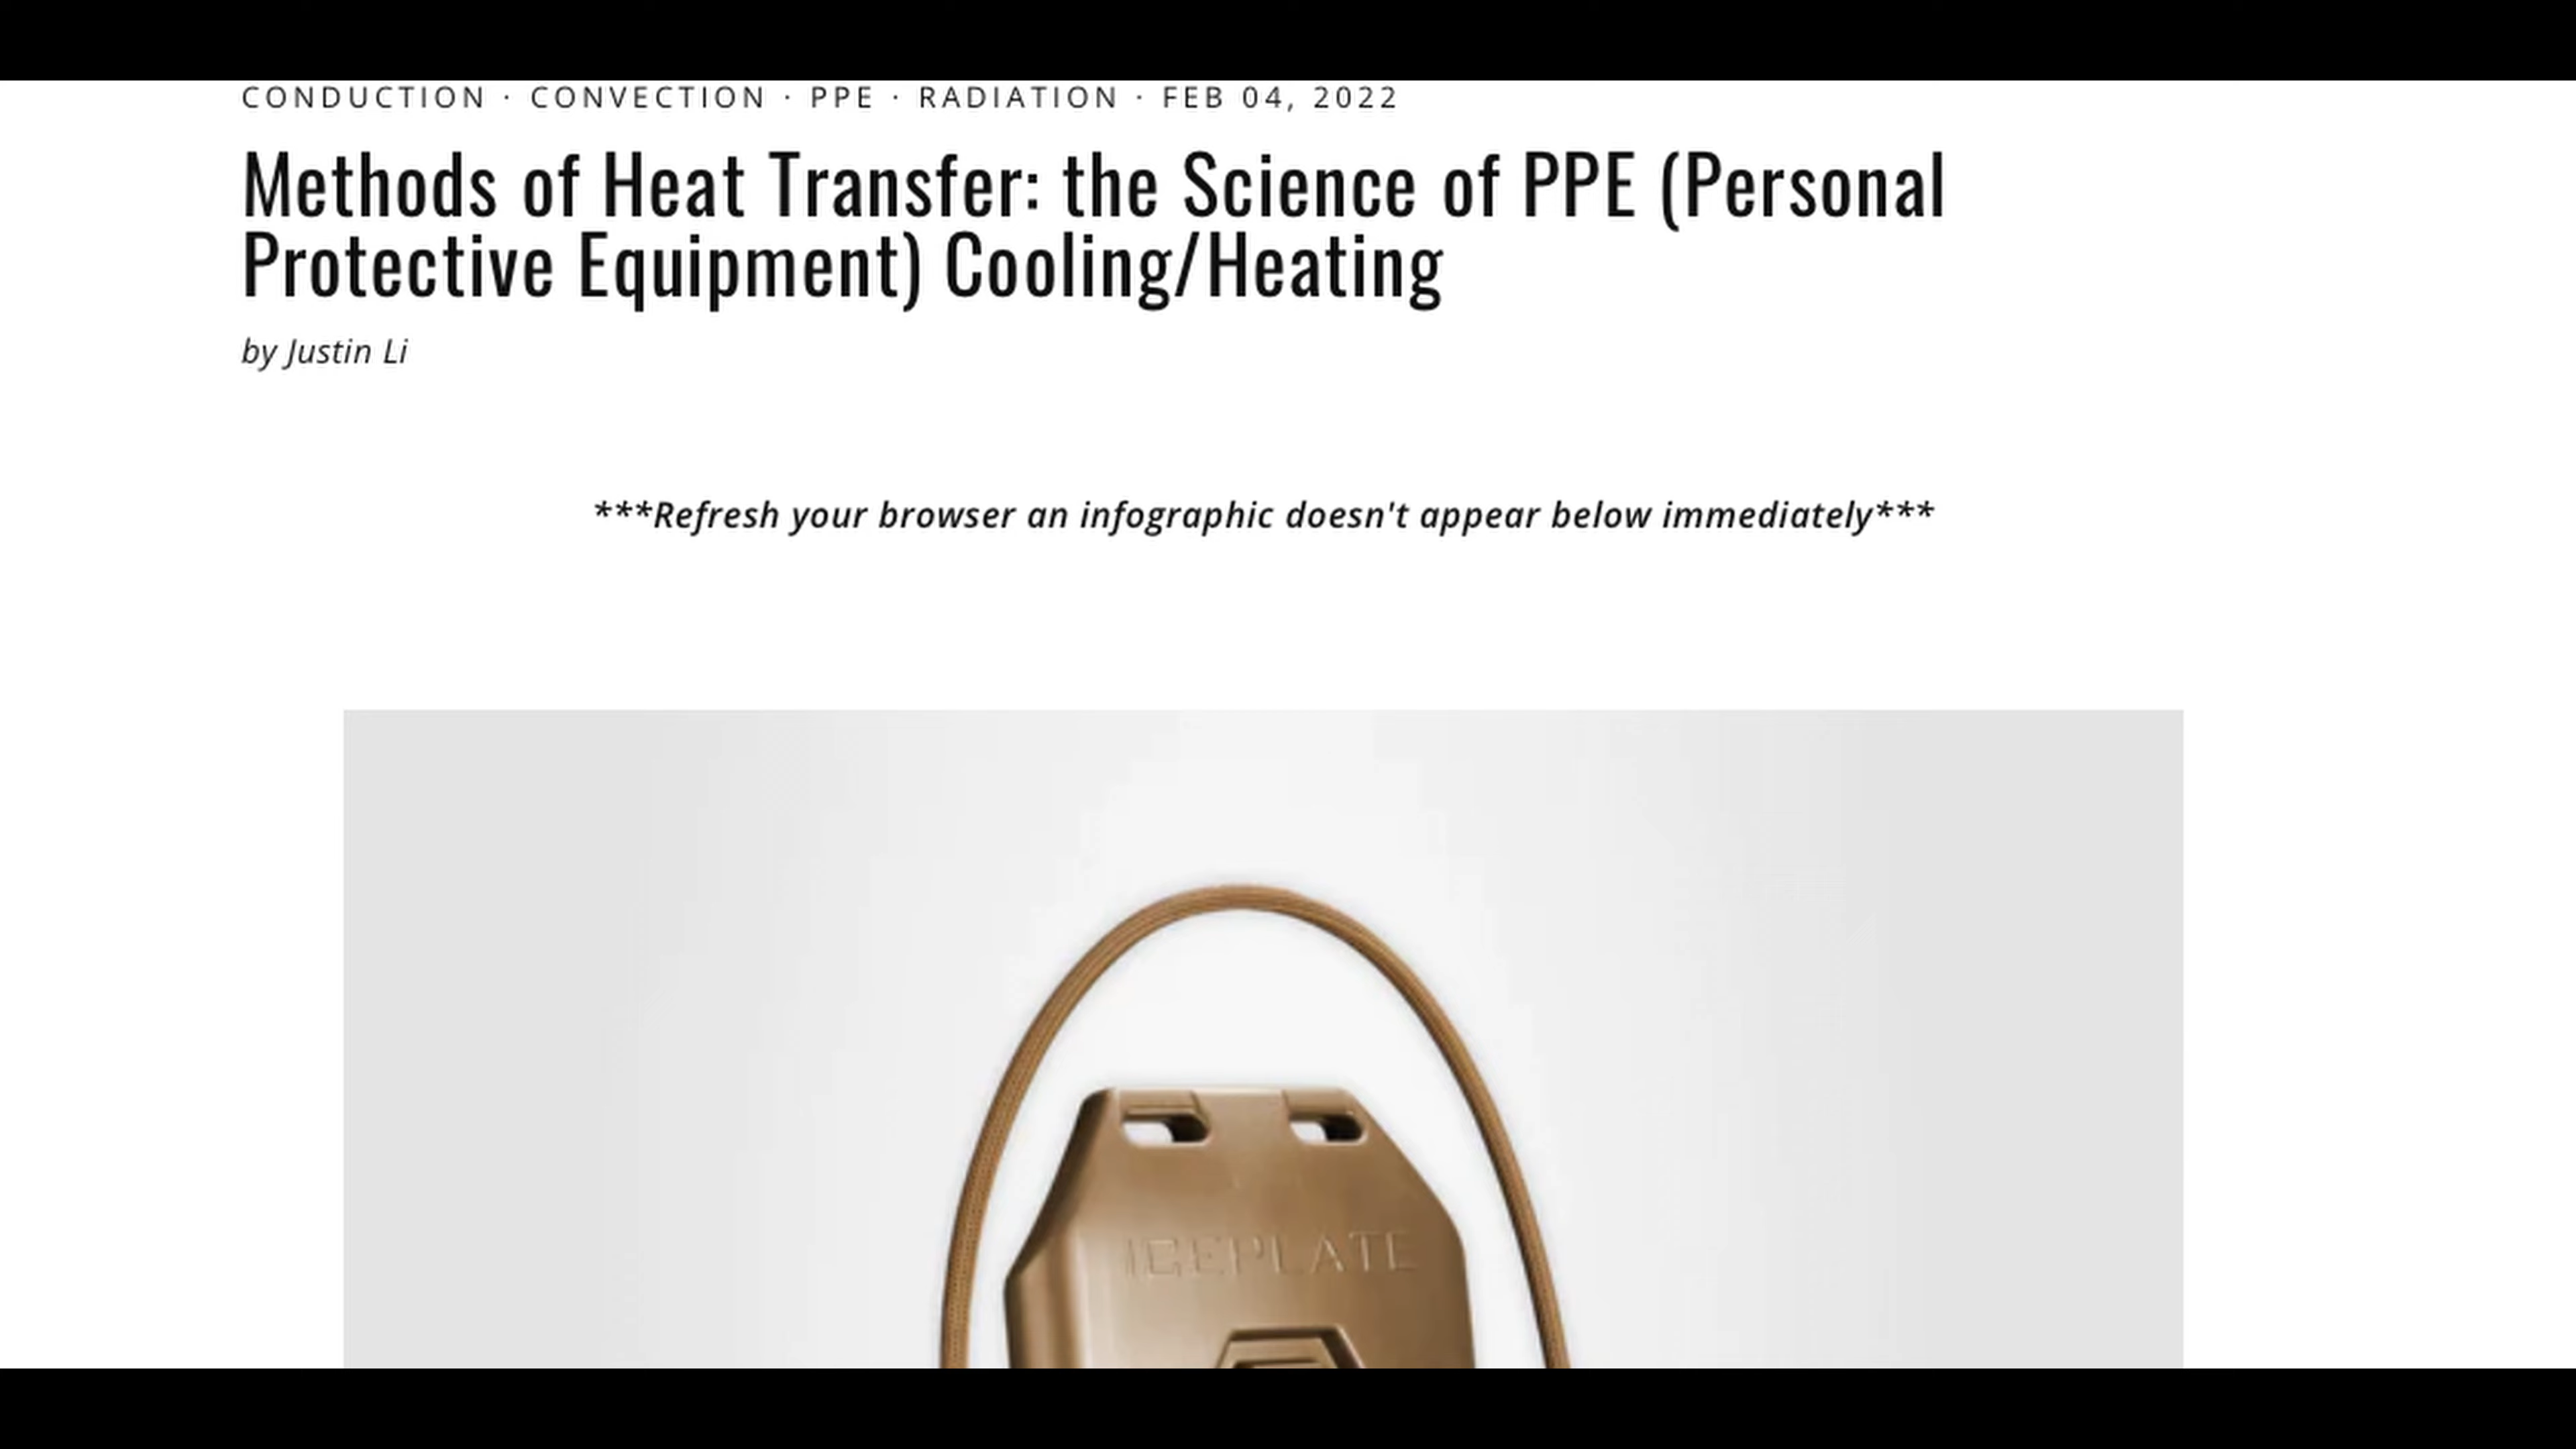 CONDUCTION · CONVECTION · PPE · RADIATION · FEB 04, 2022
Methods of Heat Transfer: the Science of PPE (Personal
Protective Equipment) Cooling/Heating
by Justin Li
***Refresh your browser an infographic doesn't appear below immediately***
ICEPLATE